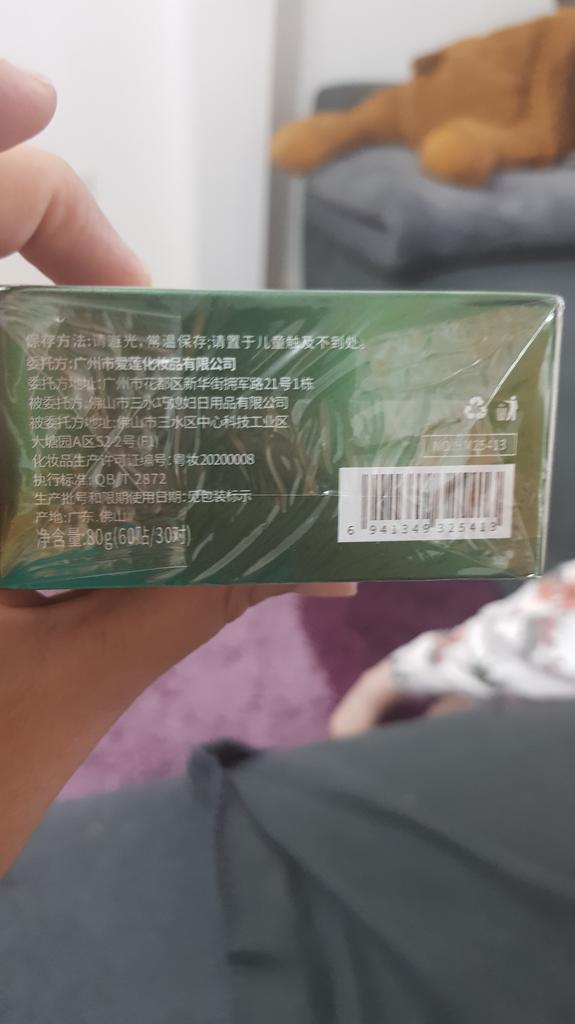 保存方法:请避光,常温保存;请置于儿童触及不到处。
委托方:广州市爱莲化妆品有限公司
委托方地址:广州市花都区新华街拥军路21号1栋
被委托方:佛山市三水巧媳妇日用品有限公司
被委托方地址:佛山市三水区中心科技工业区
大塘园A区52-2号(F1)
化妆品生产许可证编号:粤妆20200008
执行标准:QB/T 2872
生产批号和限期使用日期:见包装标示
产地:广东.佛山
净含量:80g(60贴/30对)
6 941349 325413